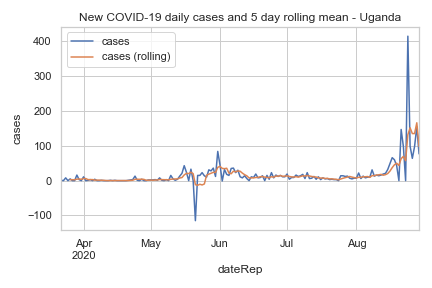 New COVID-19 daily cases and 5 day rolling mean - Uganda
cases
cases (rolling)
400
300
200
100
0
−100
cases
Apr
2020
May
Jun
Jul
Aug
dateRep